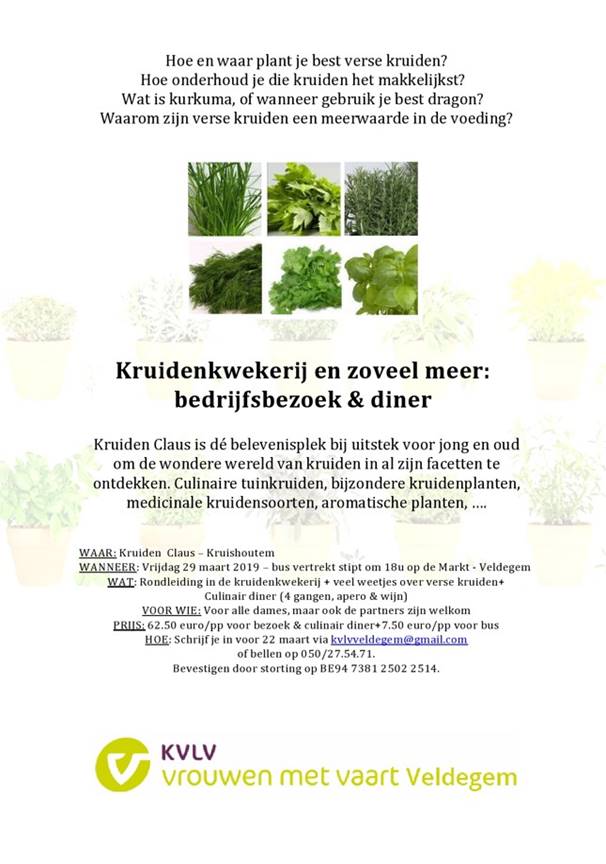 Hoe en waar plant je best verse kruiden?
Hoe onderhoud je die kruiden het makkelijkst?
Wat is kurkuma, of wanneer gebruik je best dragon?
Waarom zijn verse kruiden een meerwaarde in de voeding?
Kruidenkwekerij en zoveel meer:
bedrijfsbezoek & diner
Kruiden Claus is dé belevenisplek bij uitstek voor jong en oud
om de wondere wereld van kruiden in al zijn facetten te
ontdekken. Culinaire tuinkruiden, bijzondere kruidenplanten,
medicinale kruidensoorten, aromatische planten, ....
WAAR: Kruiden Claus – Kruishoutem
WANNEER: Vrijdag 29 maart 2019 – bus vertrekt stipt om 18u op de Markt - Veldegem
WAT: Rondleiding in de kruidenkwekerij + veel weetjes over verse kruiden+
Culinair diner (4 gangen, apero & wijn)
VOOR WIE: Voor alle dames, maar ook de partners zijn welkom
PRIJS: 62.50 euro/pp voor bezoek & culinair diner+7.50 euro/pp voor bus
HOE: Schrijf je in voor 22 maart via kvlvveldegem@gmail.com
of bellen op 050/27.54.71.
Bevestigen door storting op BE94 7381 2502 2514.
KVLV
vrouwen met vaart Veldegem